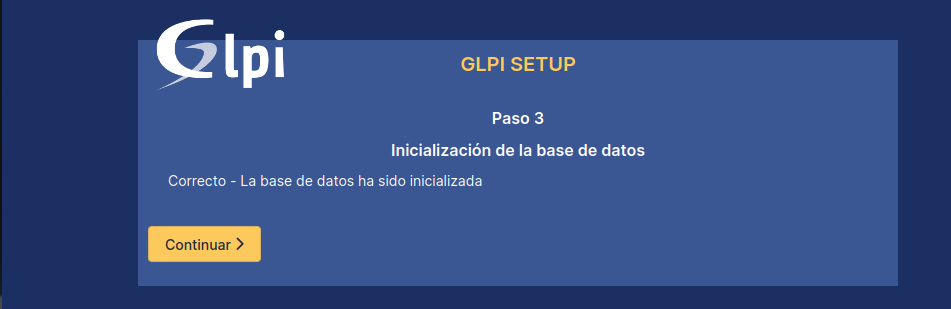 Glpi
GLPI SETUP
Paso 3
Inicialización de la base de datos
Correcto - La base de datos ha sido inicializada
Continuar